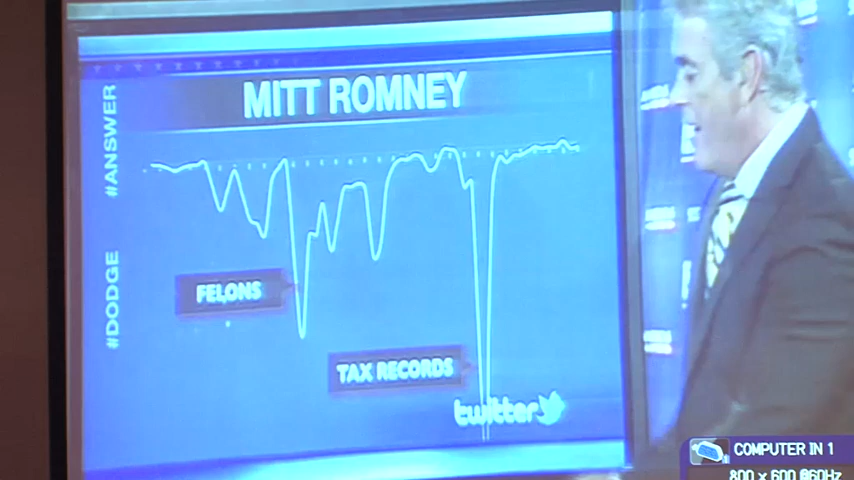 MITT ROMNEY
#ANSWER
#DODGE
FELONS
TAX RECORDS
twitter
COMPUTER IN 1
800 x 600 @60Hz